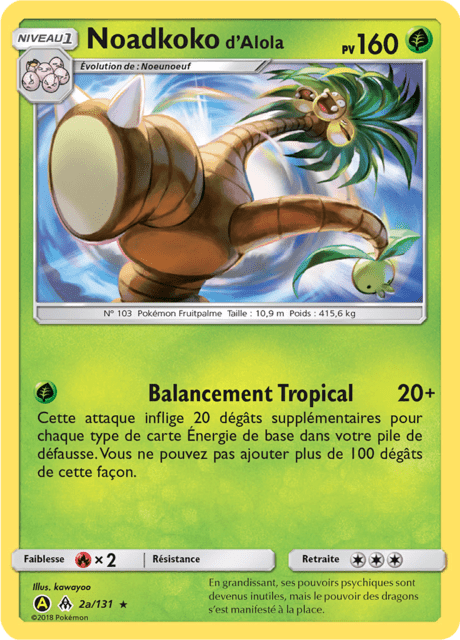 NIVEAU 1
Noadkoko d'Alola
PV 160
Évolution de : Noeunoeuf
N° 103 Pokémon Fruitpalme Taille : 10,9 m Poids : 415,6 kg
Balancement Tropical 20+
Cette attaque inflige 20 dégâts supplémentaires pour
chaque type de carte Énergie de base dans votre pile de
défausse. Vous ne pouvez pas ajouter plus de 100 dégâts
de cette façon.
Faiblesse × 2 Résistance Retraite
Illus. kawayoo
A 2a/131 ★
©2018 Pokémon
En grandissant, ses pouvoirs psychiques sont
devenus inutiles, mais le pouvoir des dragons
s'est manifesté à la place.